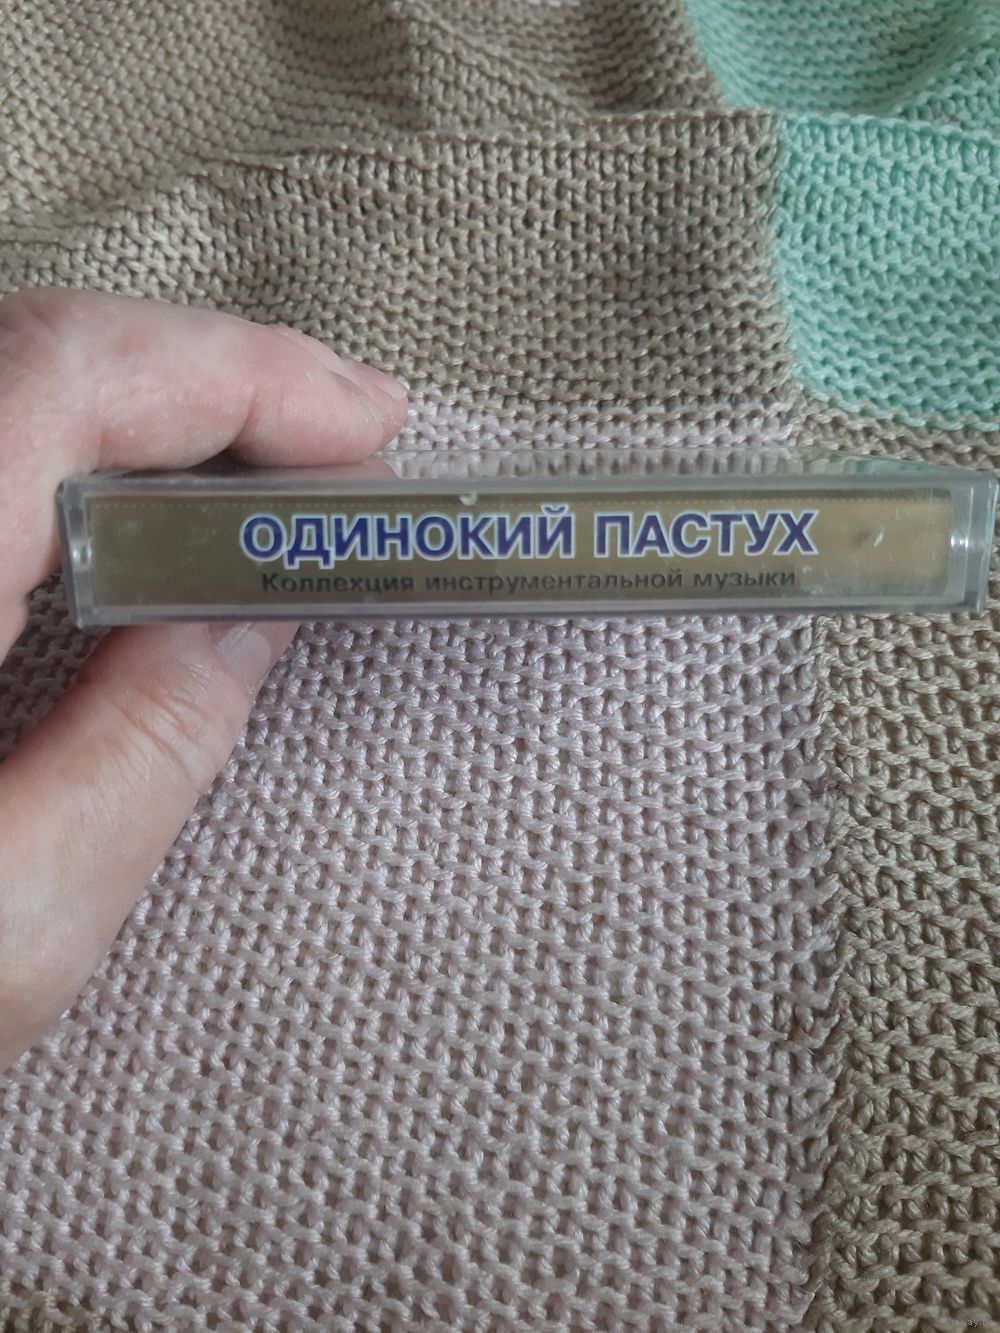 ОДИНОКИЙ ПАСТУХ
Коллекция инструментальной музыки